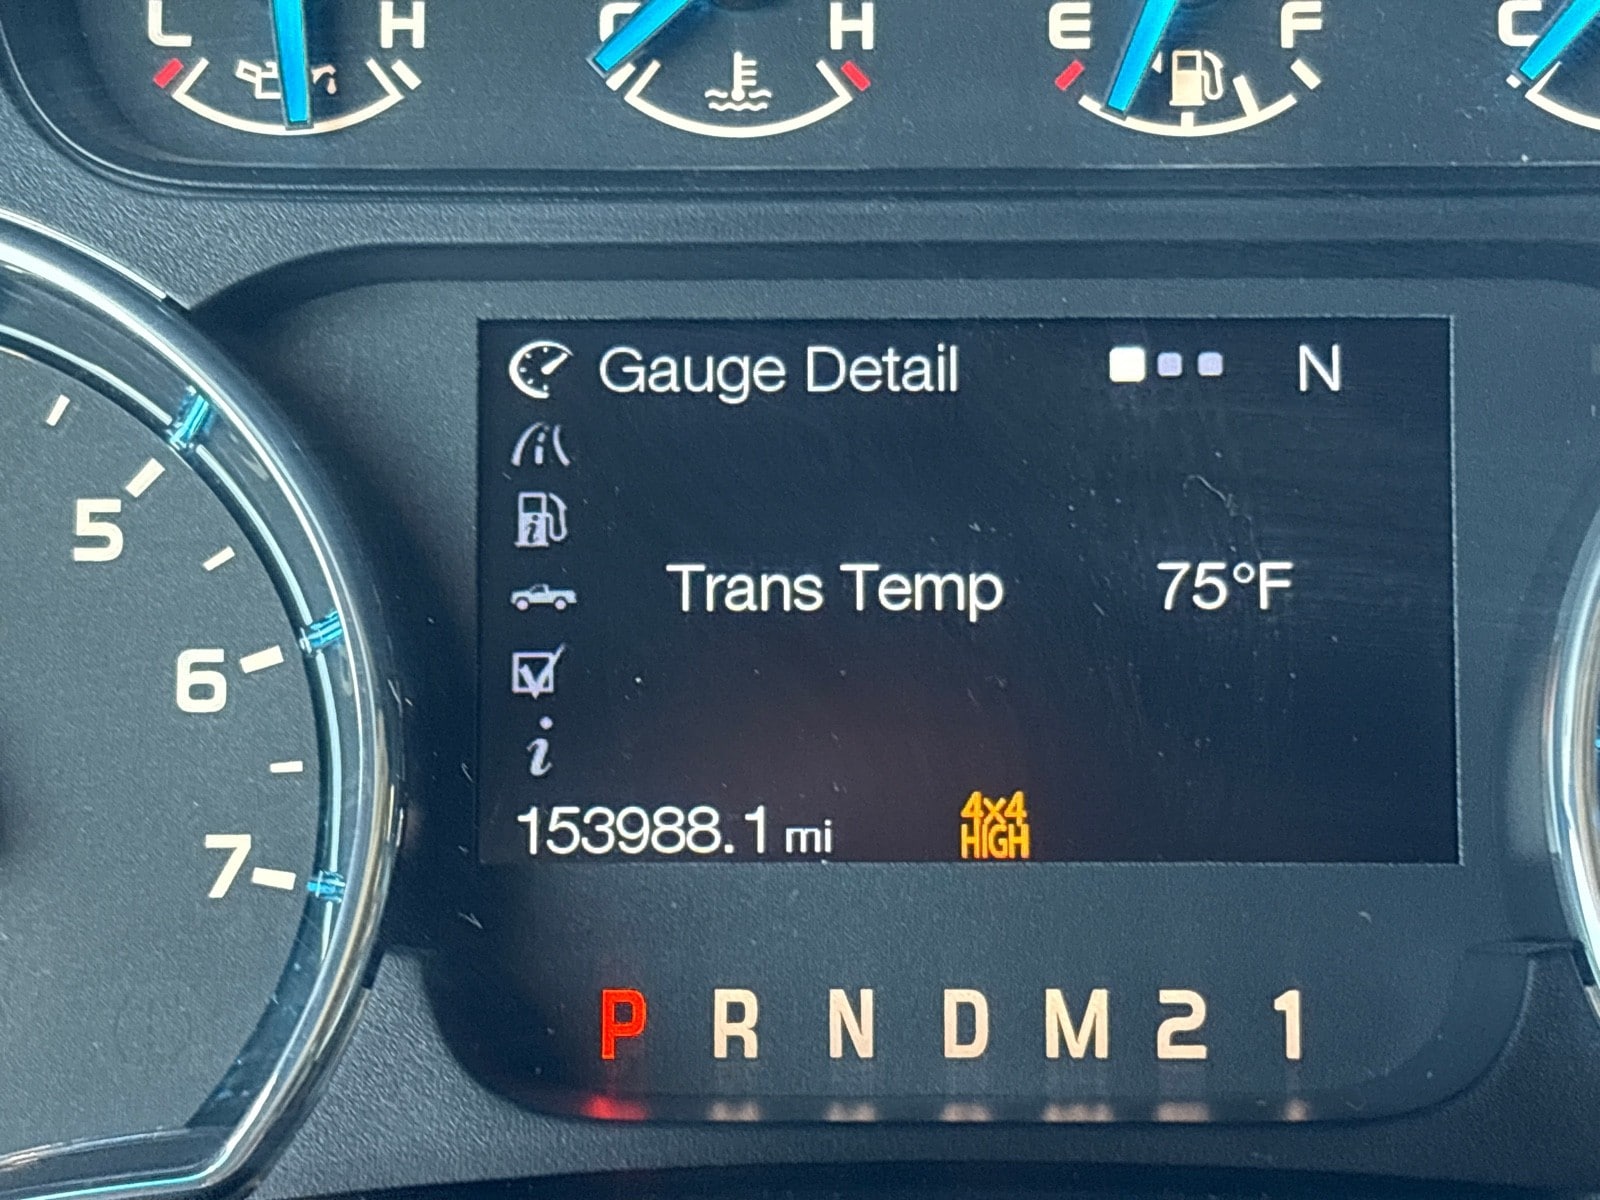 L H C H E F C
Gauge Detail N
Trans Temp 75°F
153988.1 mi 4x4
HIGH
5
6
7
P R N D M 2 1